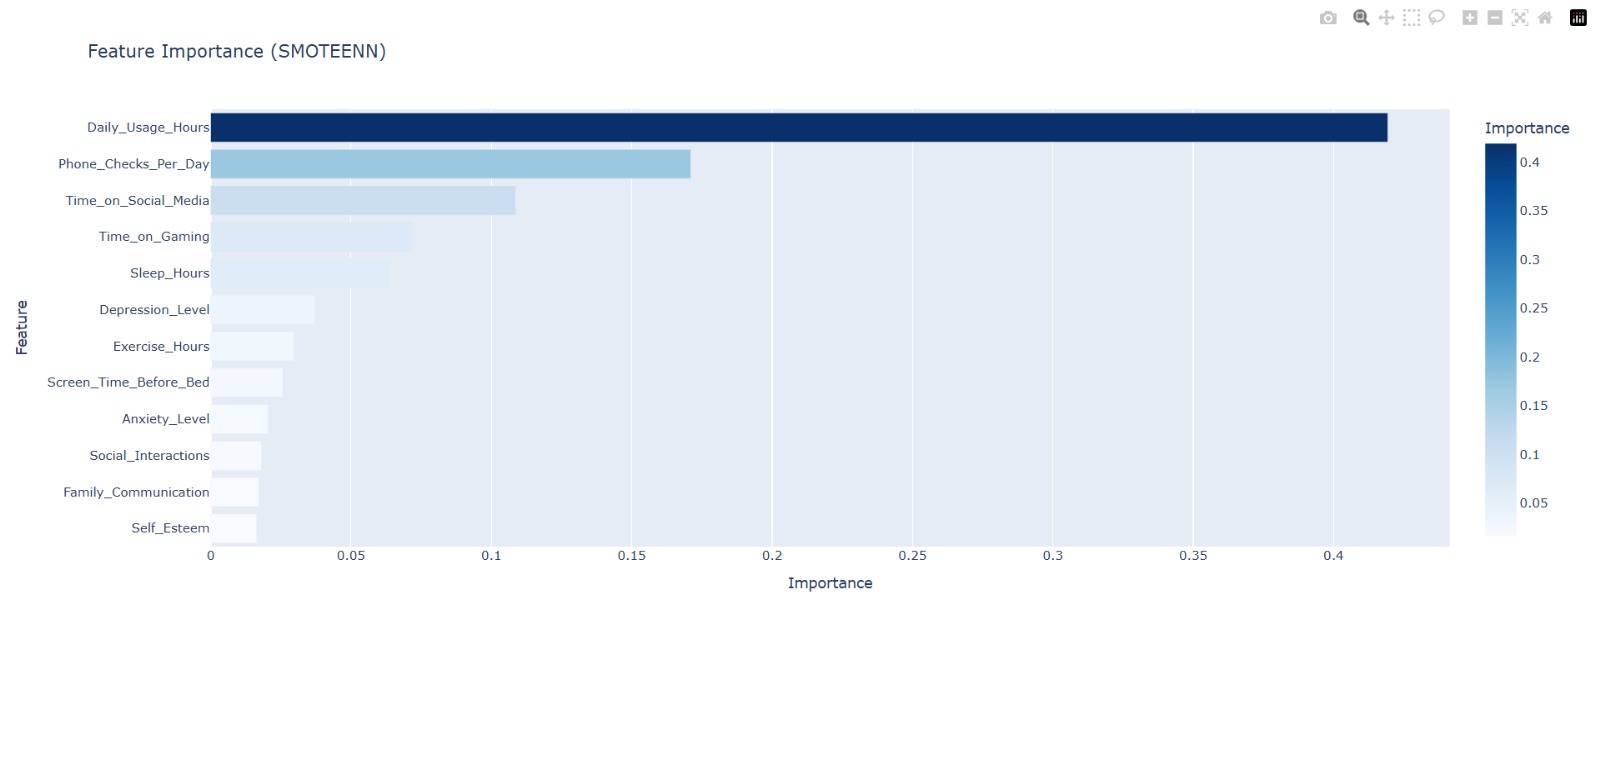 Feature Importance (SMOTEENN)
Feature
Daily_Usage_Hours
Phone_Checks_Per_Day
Time_on_Social_Media
Time_on_Gaming
Sleep_Hours
Depression_Level
Exercise_Hours
Screen_Time_Before_Bed
Anxiety_Level
Social_Interactions
Family_Communication
Self_Esteem
0 0.05 0.1 0.15 0.2 0.25 0.3 0.35 0.4
Importance
Importance
0.4
0.35
0.3
0.25
0.2
0.15
0.1
0.05